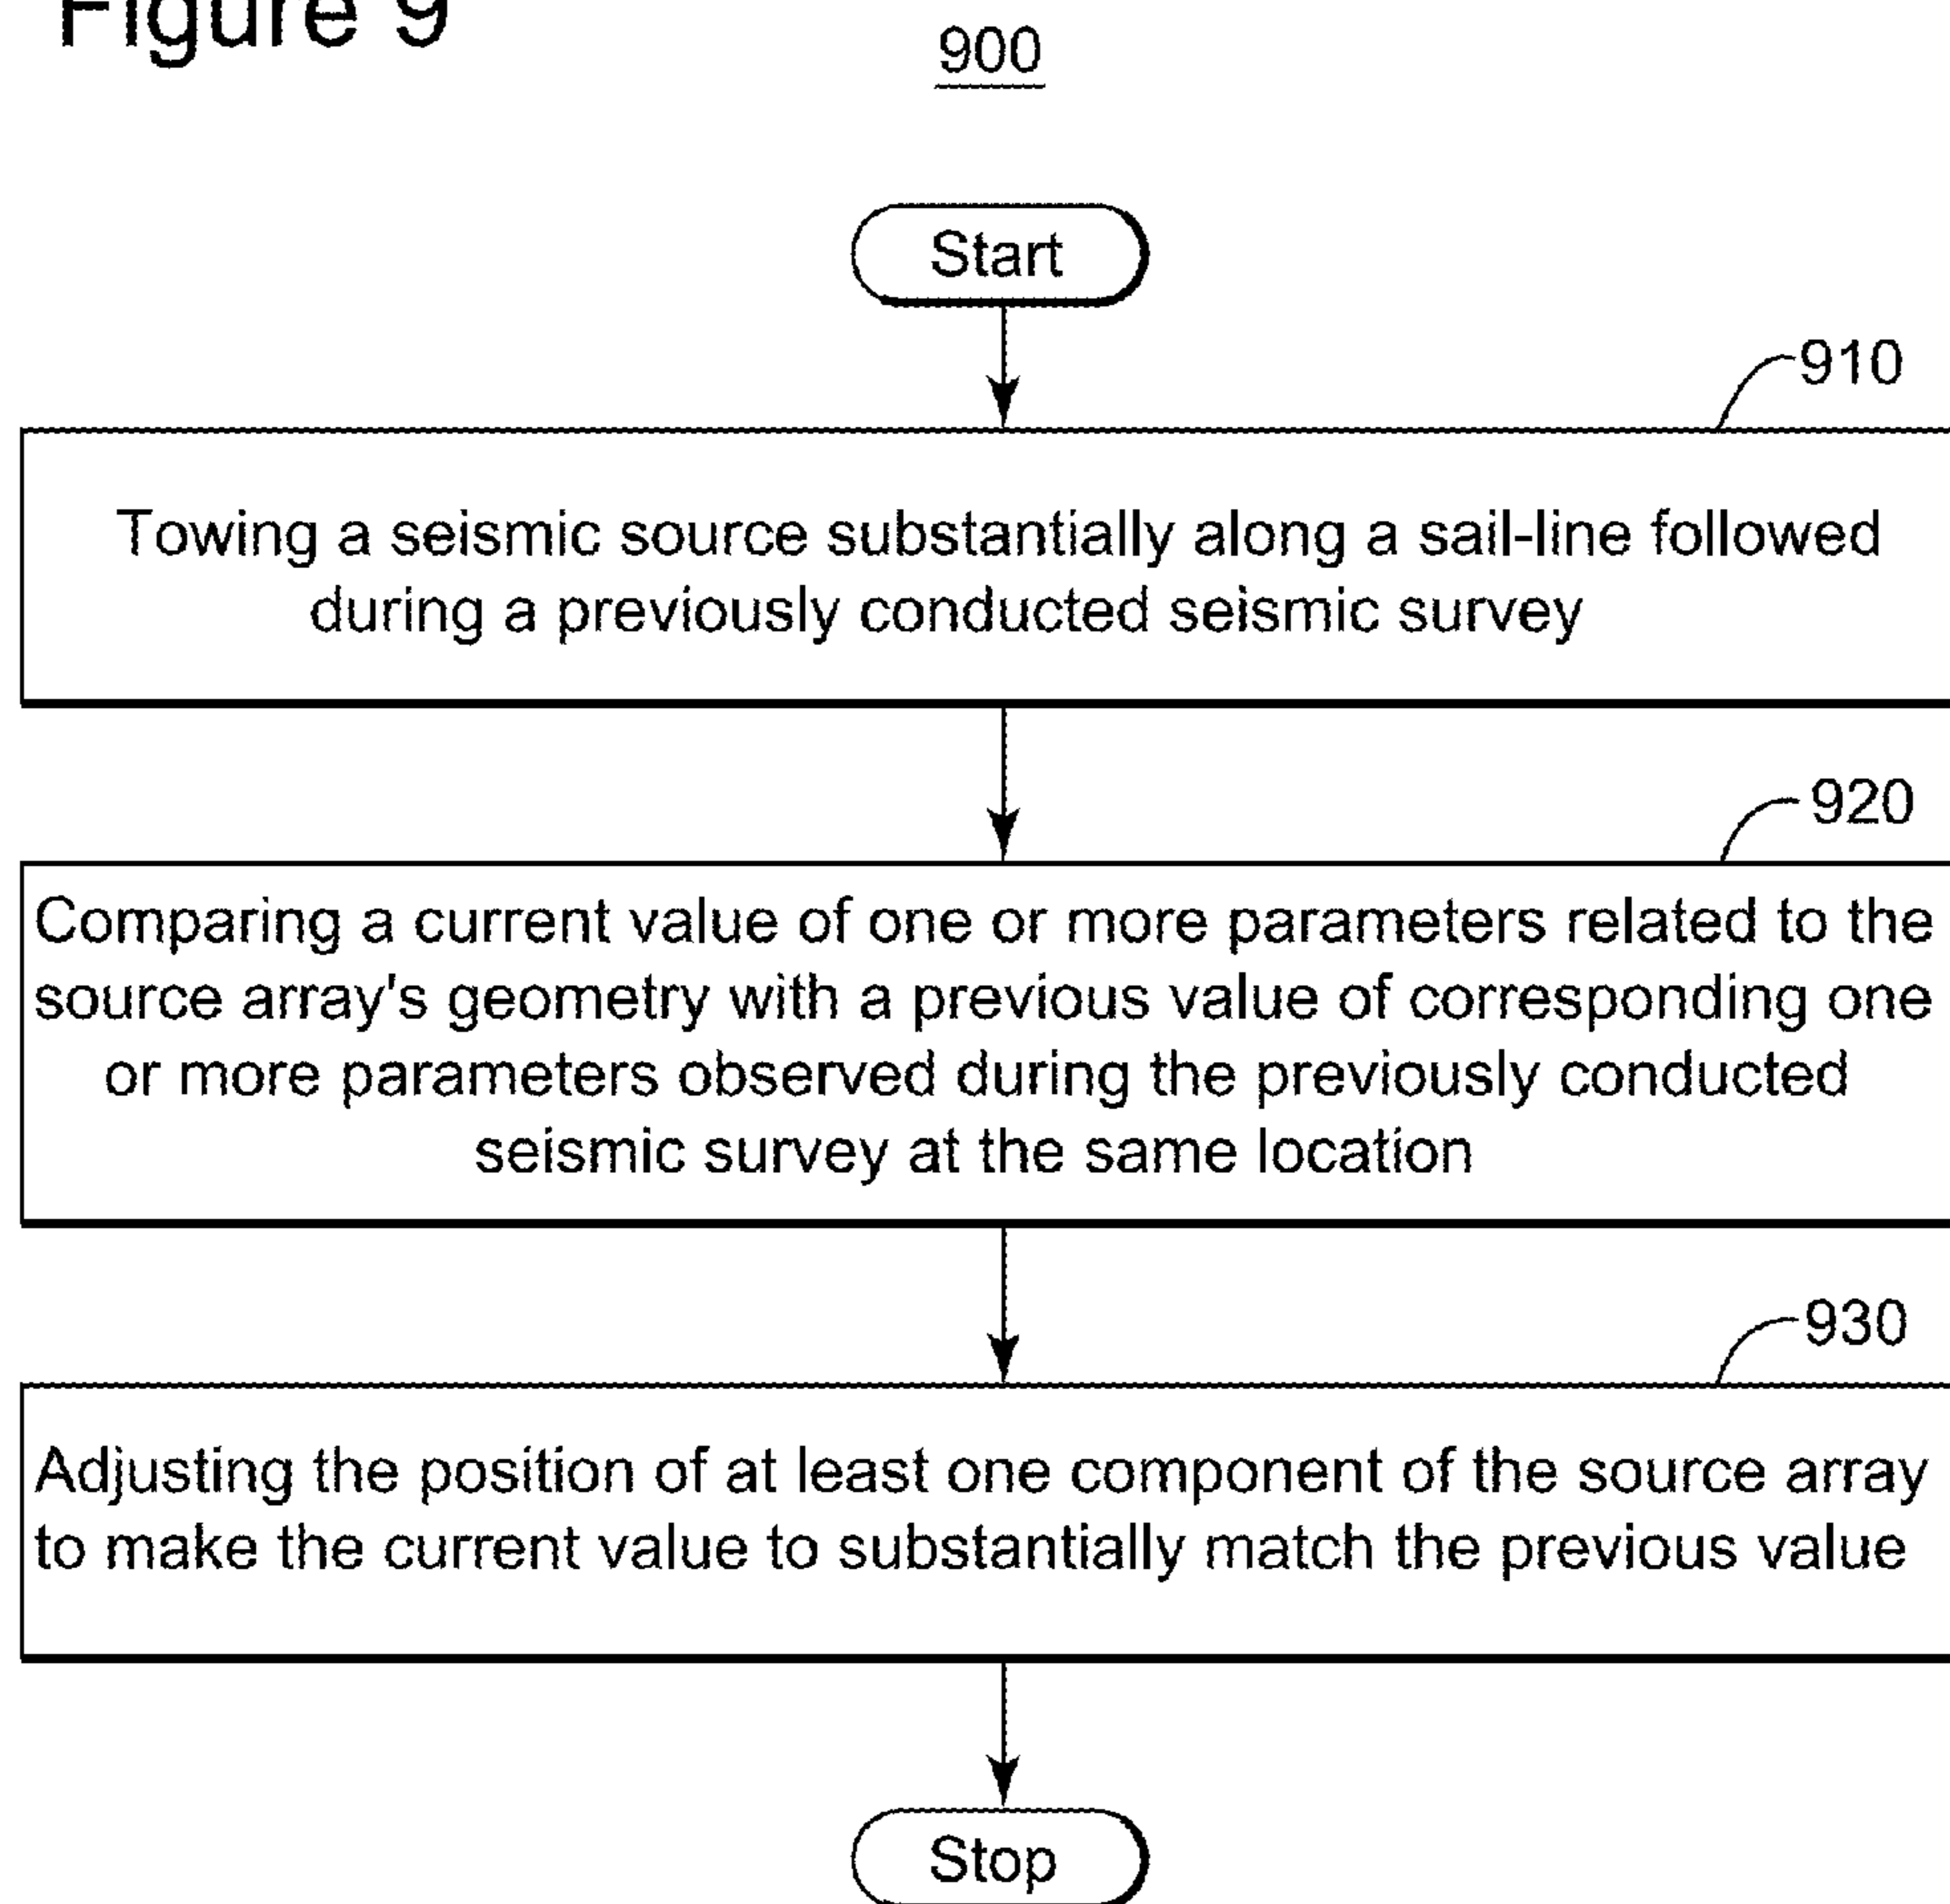 Figure 9
900
Start
910
Towing a seismic source substantially along a sail-line followed
during a previously conducted seismic survey
920
Comparing a current value of one or more parameters related to the
source array's geometry with a previous value of corresponding one
or more parameters observed during the previously conducted
seismic survey at the same location
930
Adjusting the position of at least one component of the source array
to make the current value to substantially match the previous value
Stop